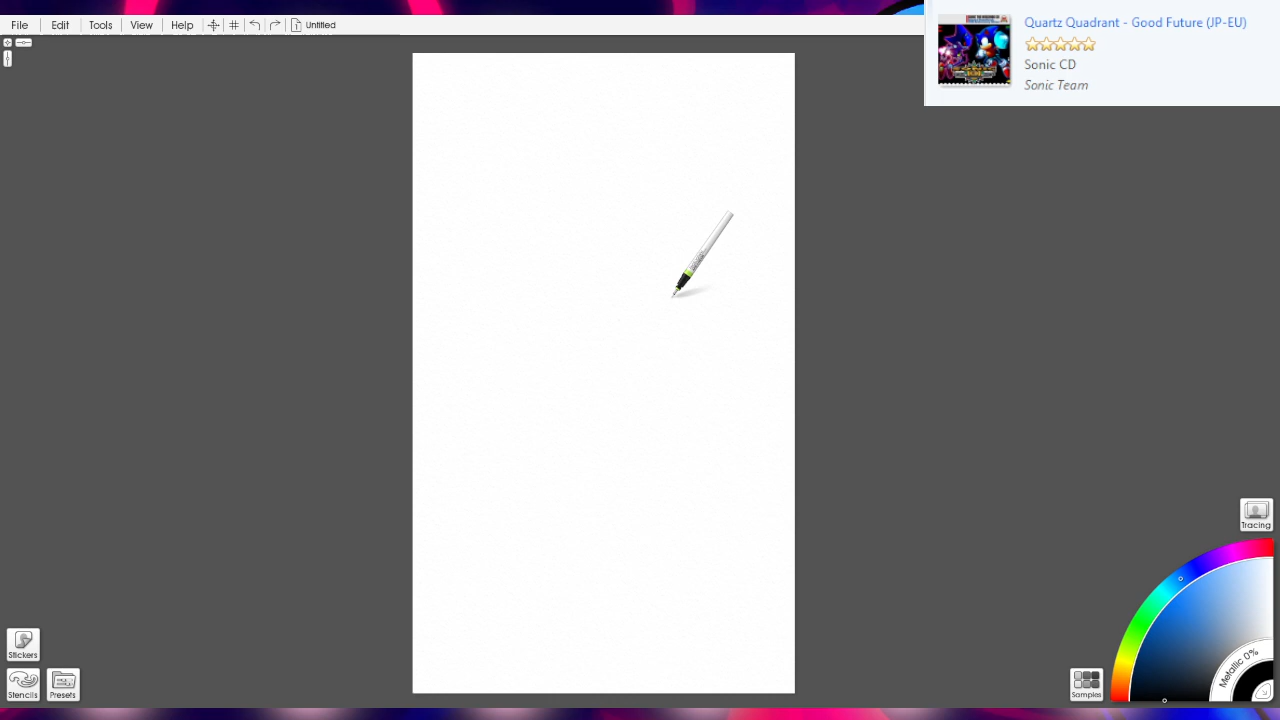 File Edit Tools View Help 1 Untitled
Quartz Quadrant - Good Future (JP-EU)
Sonic CD
Sonic Team
Tracing
Metallic 0%
Stickers
Stencils Presets
Samples